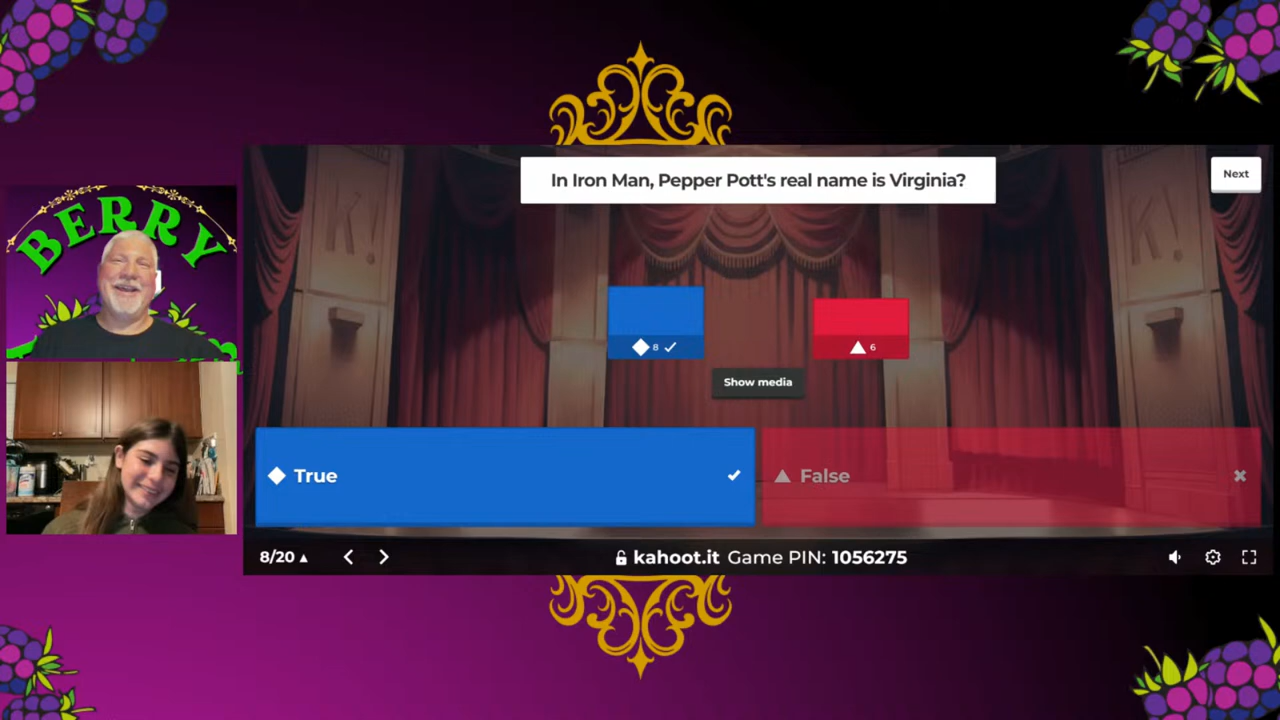 In Iron Man, Pepper Pott's real name is Virginia?
Next
BERRY
8
6
Show media
True
False
8/20
kahoot.it Game PIN: 1056275